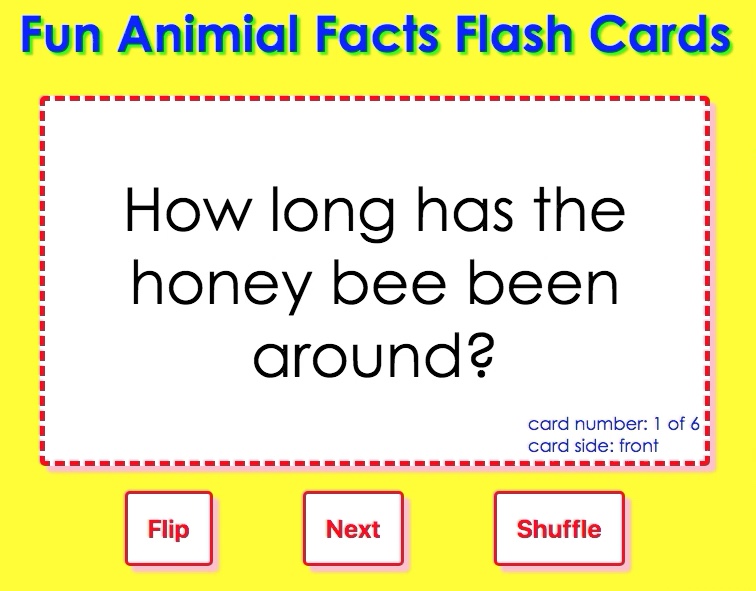 Fun Animial Facts Flash Cards
How long has the
honey bee been
around?
card number: 1 of 6
card side: front
Flip Next Shuffle